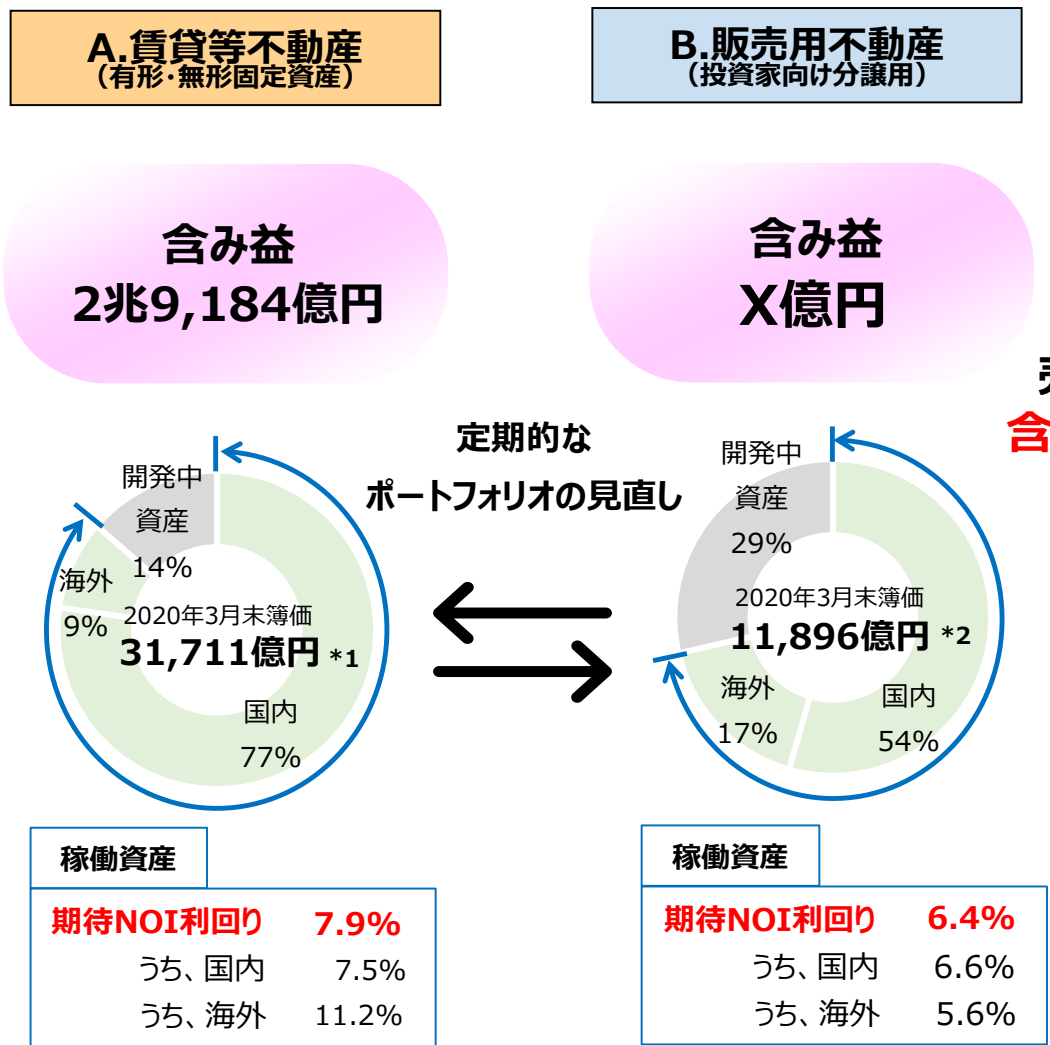 A.賃貸等不動産
(有形・無形固定資産)
B.販売用不動産
(投資家向け分譲用)
含み益
2兆9,184億円
含み益
X億円
含
定期的な
ポートフォリオの見直し
開発中
資産
14%
海外
9%
2020年3月末簿価
31,711億円 *1
国内
77%
開発中
資産
29%
2020年3月末簿価
11,896億円 *2
海外
17%
国内
54%
稼働資産
期待NOI利回り 7.9%
うち、国内 7.5%
うち、海外 11.2%
稼働資産
期待NOI利回り 6.4%
うち、国内 6.6%
うち、海外 5.6%